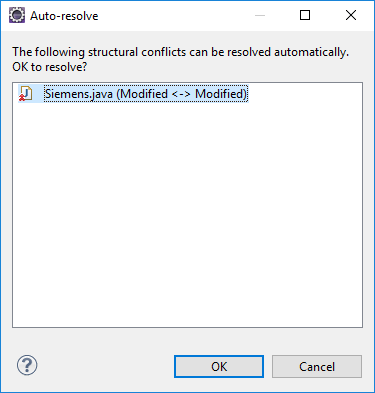 Auto-resolve
The following structural conflicts can be resolved automatically.
OK to resolve?
Siemens.java (Modified <-> Modified)
OK
Cancel